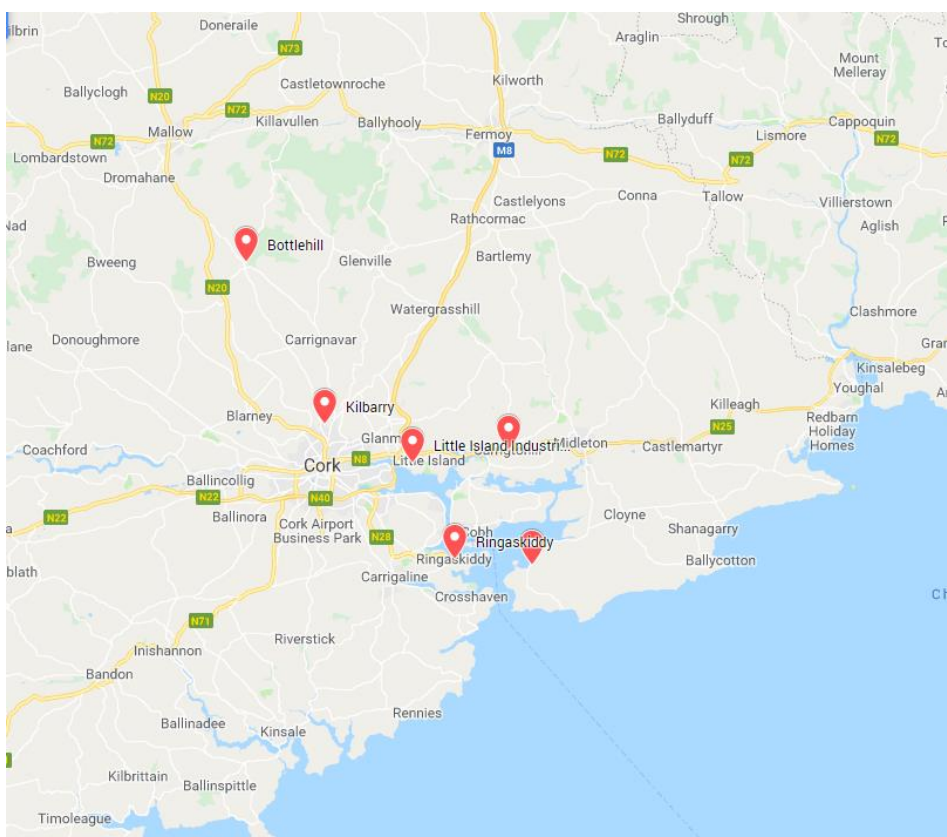 Doneraile
Shrough
Araglin
N73
Mount
Melleray
Kilworth
Castletownroche
Ballyclogh
N20
N72
Killavullen
Ballyhooly
Ballyduff
Cappoquin
Mallow
Fermoy
Lismore
N72
N72
M8
N72
N72
Lombardstown
Dromahane
Conna
Tallow
Castlelyons
Villierstown
Rathcormac
Aglish
Bottlehill
Bartlemy
Bweeng
Glenville
N20
Watergrasshill
Clashmore
Donoughmore
Carrignavar
Kinsalebeg
Youghal
Kilbarry
Killeagh
Blarney
Redbarn
Holiday
Homes
N25
Little Island Industri...
Midleton
Castlemartyr
Coachford
N8
Little Island
Cork
Ballincollig
N22
N40
N22
Ballinora
Cloyne
Cork Airport
Business Park
N28
Shanagarry
Cobh
Ringaskiddy
Ringaskiddy
Ballycotton
Carrigaline
Crosshaven
N71
Riverstick
Inishannon
Bandon
Rennies
Ballinadee
Kinsale
Kilbrittain
Ballinspittle
Timoleague